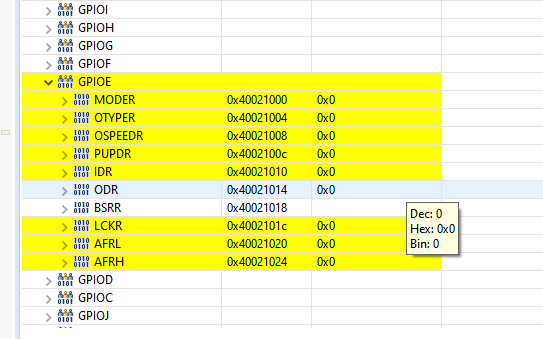 GPIOI
GPIOH
GPIOG
GPIOF
GPIOE
MODER 0x40021000 0x0
OTYPER 0x40021004 0x0
OSPEEDR 0x40021008 0x0
PUPDR 0x4002100c 0x0
IDR 0x40021010 0x0
ODR 0x40021014 0x0
BSRR 0x40021018
Dec: 0
Hex: 0x0
Bin: 0
LCKR 0x4002101c 0x0
AFRL 0x40021020 0x0
AFRH 0x40021024 0x0
GPIOD
GPIOC
GPIOJ